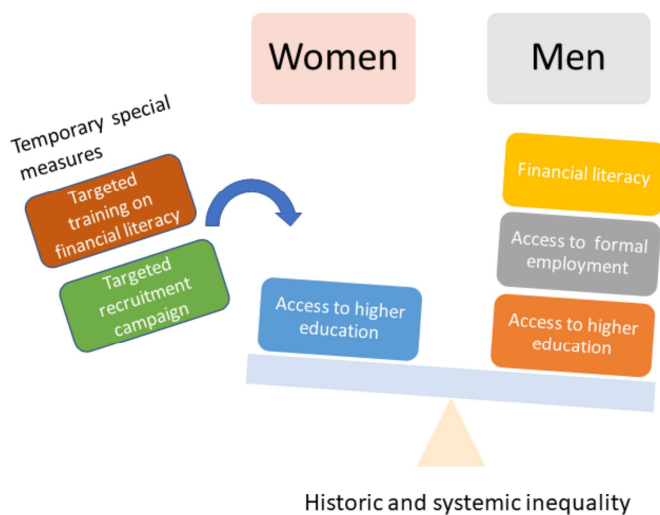 Women
Men
Temporary special
measures
Targeted
training on
financial literacy
Targeted
recruitment
campaign
Access to higher
education
Financial literacy
Access to formal
employment
Access to higher
education
Historic and systemic inequality